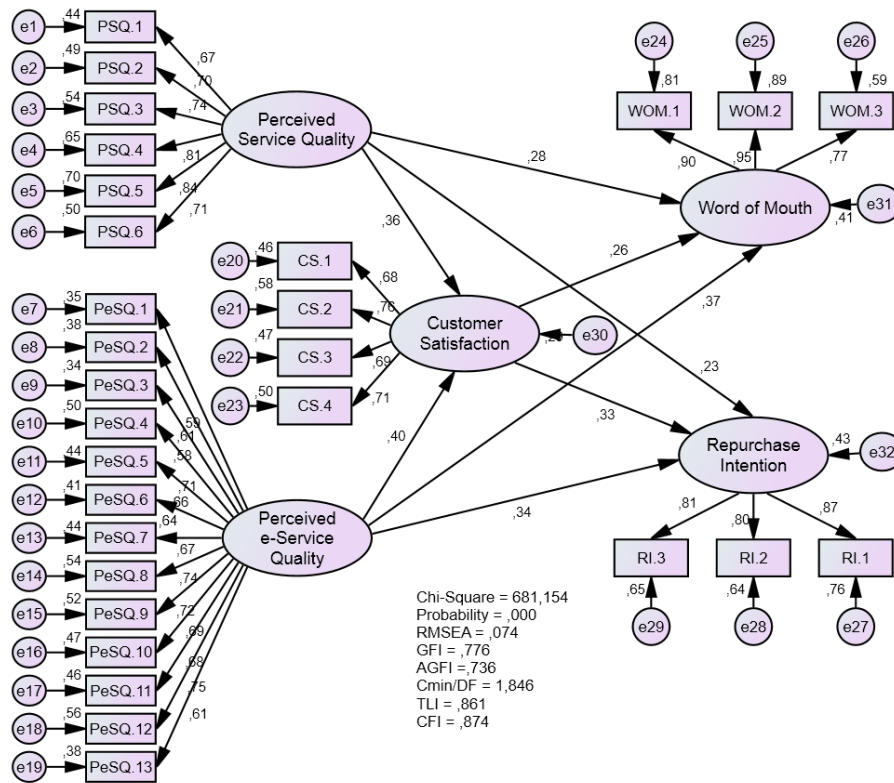 e1 ,44 PSQ.1
e2 ,49 PSQ.2
e3 ,54 PSQ.3
e4 ,65 PSQ.4
e5 ,70 PSQ.5
e6 ,50 PSQ.6
,67
,70
,74
,81
,84
,71
Perceived
Service Quality
e24
e25
e26
,81
,89
,59
WOM.1
WOM.2
WOM.3
,90
,95
,77
Word of Mouth
e31
,41
,28
,36
,26
,37
,23
e20 ,46 CS.1
e21 ,58 CS.2
e22 ,47 CS.3
e23 ,50 CS.4
,68
,76
,69
,71
Customer
Satisfaction
e30
,33
,40
,34
e7 ,35 PeSQ.1
e8 ,38 PeSQ.2
e9 ,34 PeSQ.3
e10 ,50 PeSQ.4
e11 ,44 PeSQ.5
e12 ,41 PeSQ.6
e13 ,44 PeSQ.7
e14 ,54 PeSQ.8
e15 ,52 PeSQ.9
e16 ,47 PeSQ.10
e17 ,46 PeSQ.11
e18 ,56 PeSQ.12
e19 ,38 PeSQ.13
,59
,61
,58
,71
,66
,64
,67
,74
,72
,69
,68
,75
,61
Perceived
e-Service
Quality
Repurchase
Intention
,43
e32
,81
,80
,87
RI.3
RI.2
RI.1
,65
,64
,76
e29
e28
e27
Chi-Square = 681,154
Probability = ,000
RMSEA = ,074
GFI = ,776
AGFI =,736
Cmin/DF = 1,846
TLI = ,861
CFI = ,874